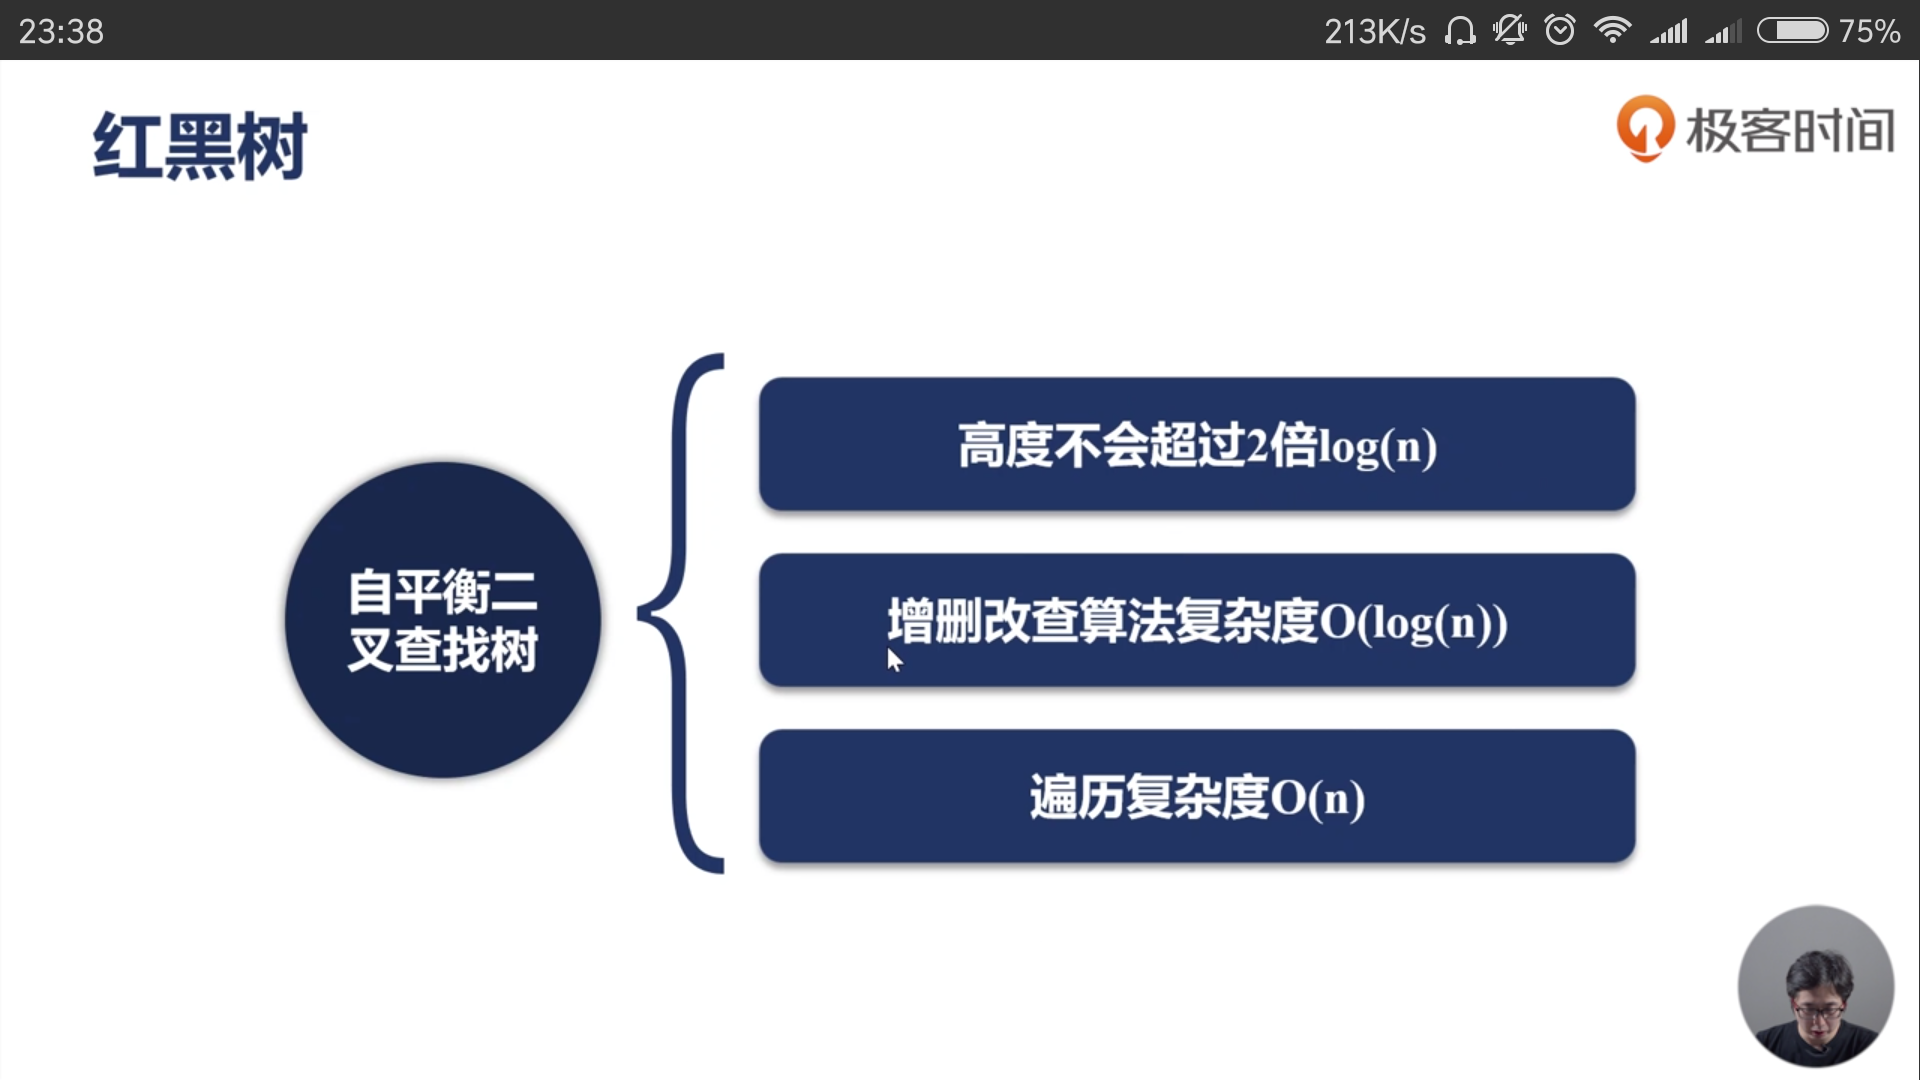 23:38
213K/s
75%
红黑树
极客时间
自平衡二
叉查找树
高度不会超过2倍log(n)
增删改查算法复杂度O(log(n))
遍历复杂度O(n)